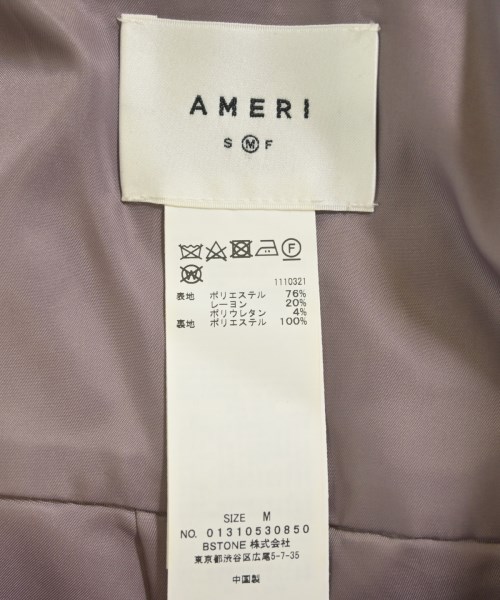 AMERI
S M F
F
W
1110321
表地 ポリエステル 76%
レーヨン 20%
ポリウレタン 4%
裏地 ポリエステル 100%
SIZE M
NO. 01310530850
BSTONE 株式会社
東京都渋谷区広尾5-7-35
中国製